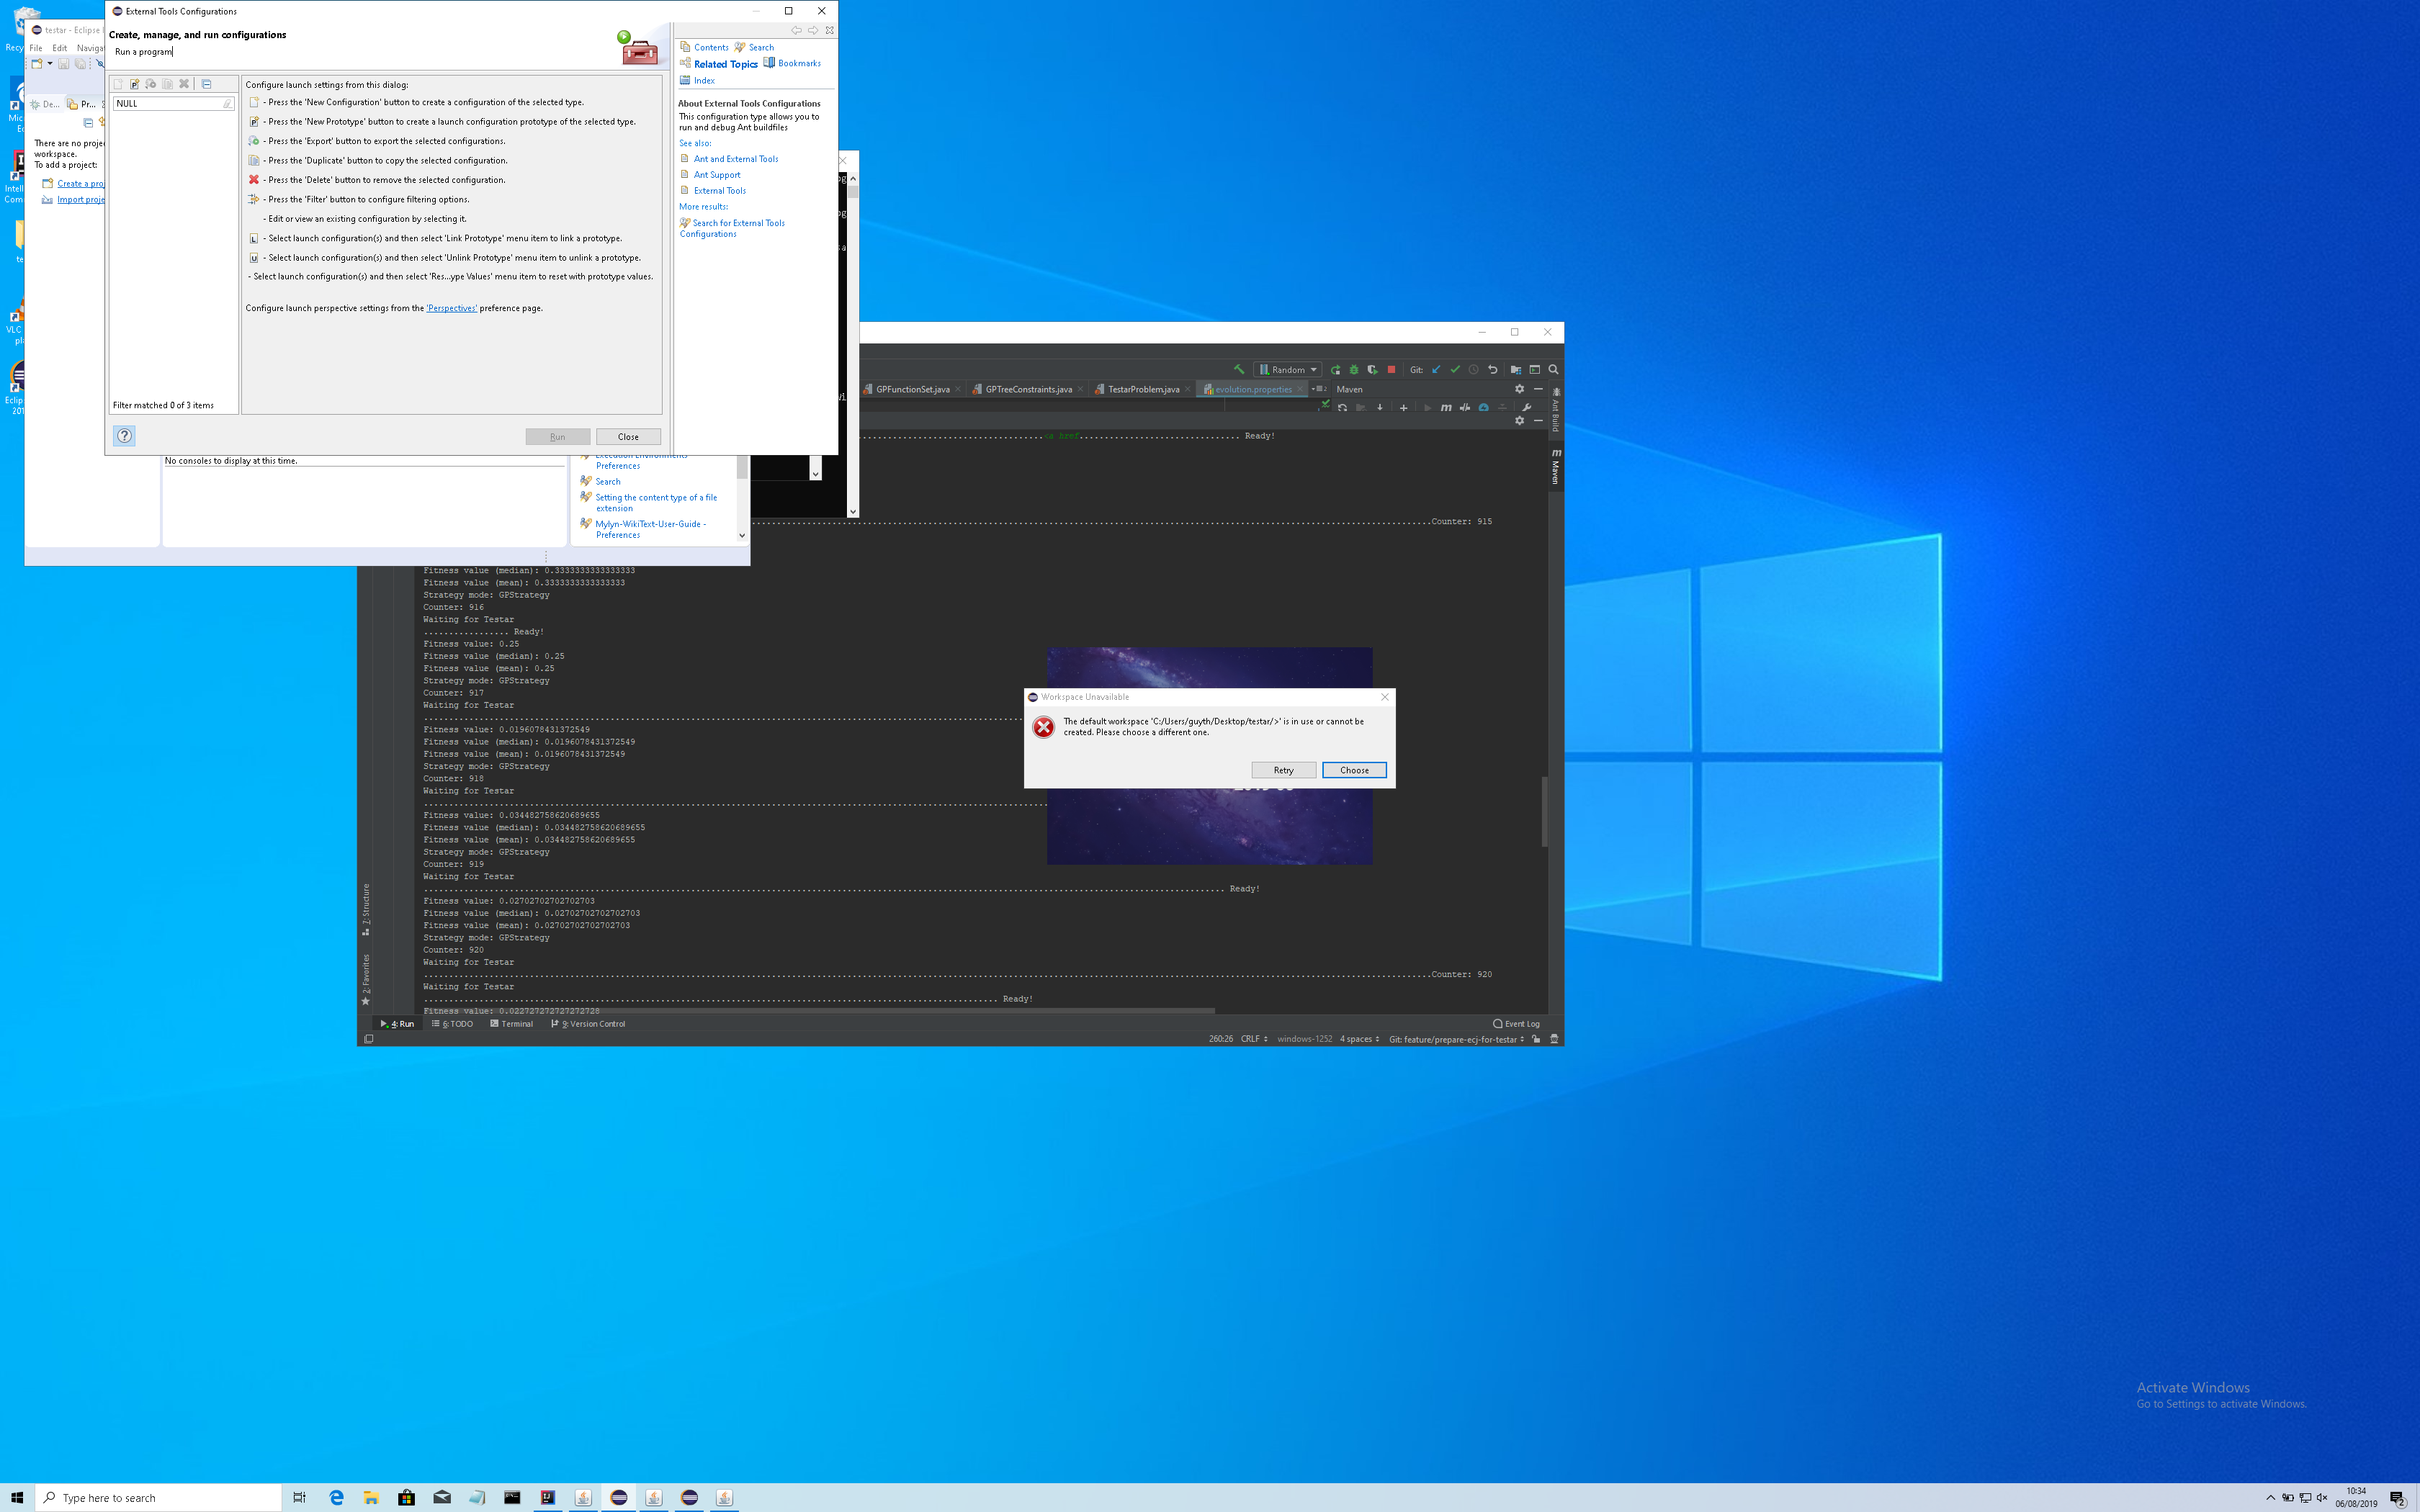 External Tools Configurations
Create, manage, and run configurations
Run a program
testar - Eclipse
File Edit Navigat
De... Pr...
There are no proje
workspace.
To add a project:
Create a proj
Import proje
NULL
Filter matched 0 of 3 items
Configure launch settings from this dialog:
- Press the 'New Configuration' button to create a configuration of the selected type.
- Press the 'New Prototype' button to create a launch configuration prototype of the selected type.
- Press the 'Export' button to export the selected configurations.
- Press the 'Duplicate' button to copy the selected configuration.
- Press the 'Delete' button to remove the selected configuration.
- Press the 'Filter' button to configure filtering options.
- Edit or view an existing configuration by selecting it.
- Select launch configuration(s) and then select 'Link Prototype' menu item to link a prototype.
- Select launch configuration(s) and then select 'Unlink Prototype' menu item to unlink a prototype.
- Select launch configuration(s) and then select 'Res...ype Values' menu item to reset with prototype values.
Configure launch perspective settings from the 'Perspectives' preference page.
Run Close
Contents Search
Related Topics Bookmarks
Index
About External Tools Configurations
This configuration type allows you to
run and debug Ant buildfiles
See also:
Ant and External Tools
Ant Support
External Tools
More results:
Search for External Tools
Configurations
No consoles to display at this time.
Execution Environments
Preferences
Search
Setting the content type of a file
extension
Mylyn-WikiText-User-Guide -
Preferences
Random Git:
GPFunctionSet.java GPTreeConstraints.java TestarProblem.java evolution.properties Maven
Ant Build
Maven
<a href.............................. Ready!
Counter: 915
Fitness value (median): 0.3333333333333333
Fitness value (mean): 0.3333333333333333
Strategy mode: GPStrategy
Counter: 916
Waiting for Testar
................. Ready!
Fitness value: 0.25
Fitness value (median): 0.25
Fitness value (mean): 0.25
Strategy mode: GPStrategy
Counter: 917
Waiting for Testar
Fitness value: 0.0196078431372549
Fitness value (median): 0.0196078431372549
Fitness value (mean): 0.0196078431372549
Strategy mode: GPStrategy
Counter: 918
Waiting for Testar
Fitness value: 0.034482758620689655
Fitness value (median): 0.034482758620689655
Fitness value (mean): 0.034482758620689655
Strategy mode: GPStrategy
Counter: 919
Waiting for Testar
Ready!
Fitness value: 0.02702702702702703
Fitness value (median): 0.02702702702702703
Fitness value (mean): 0.02702702702702703
Strategy mode: GPStrategy
Counter: 920
Waiting for Testar
Counter: 920
Waiting for Testar
Ready!
Fitness value: 0.022727272727272728
Workspace Unavailable
The default workspace 'C:/Users/guyth/Desktop/testar/>' is in use or cannot be
created. Please choose a different one.
Retry Choose
7: Structure
2: Favorites
4: Run 6: TODO Terminal 9: Version Control Event Log
260:26 CRLF windows-1252 4 spaces Git: feature/prepare-ecj-for-testar
Activate Windows
Go to Settings to activate Windows.
Type here to search
10:34
06/08/2019
2